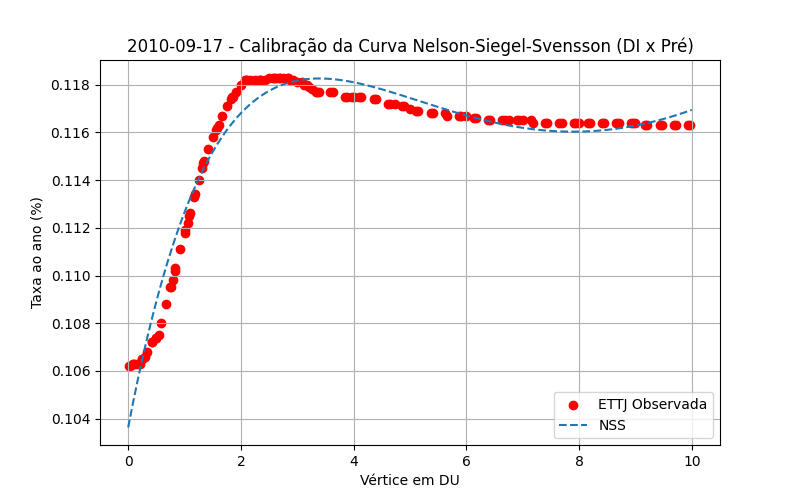 2010-09-17 - Calibração da Curva Nelson-Siegel-Svensson (DI x Pré)
Taxa ao ano (%)
0.118
0.116
0.114
0.112
0.110
0.108
0.106
0.104
ETTJ Observada
NSS
0 2 4 6 8 10
Vértice em DU